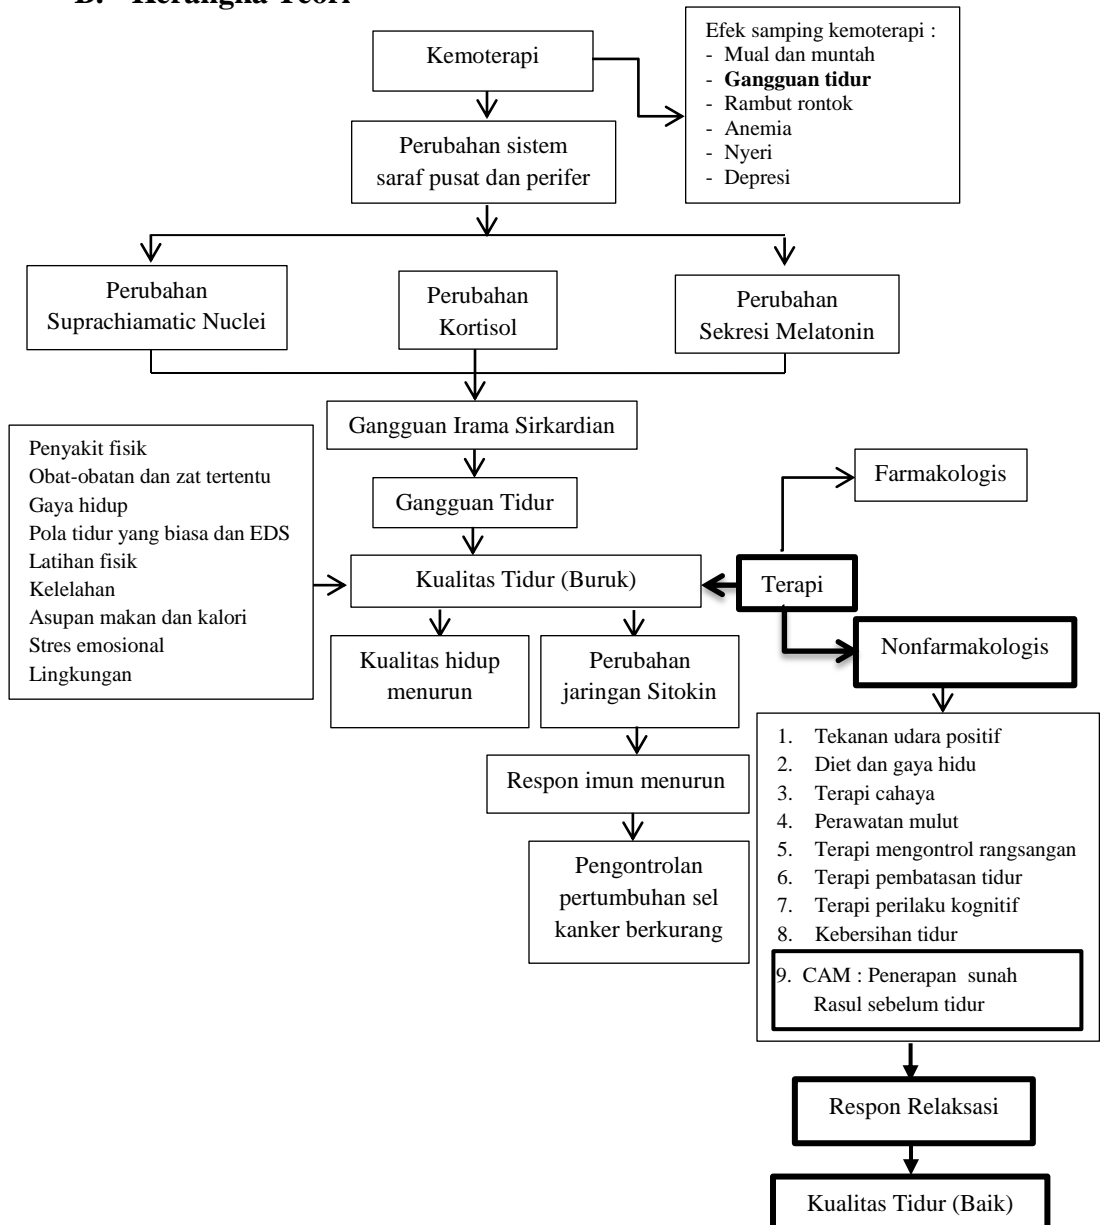 B. Kerangka Teori
Kemoterapi
Efek samping kemoterapi :
- Mual dan muntah
- Gangguan tidur
- Rambut rontok
- Anemia
- Nyeri
- Depresi
Perubahan sistem
saraf pusat dan perifer
Perubahan
Suprachiamatic Nuclei
Perubahan
Kortisol
Perubahan
Sekresi Melatonin
Gangguan Irama Sirkardian
Gangguan Tidur
Penyakit fisik
Obat-obatan dan zat tertentu
Gaya hidup
Pola tidur yang biasa dan EDS
Latihan fisik
Kelelahan
Asupan makan dan kalori
Stres emosional
Lingkungan
Kualitas Tidur (Buruk)
Terapi
Farmakologis
Nonfarmakologis
Kualitas hidup
menurun
Perubahan
jaringan Sitokin
Respon imun menurun
Pengontrolan
pertumbuhan sel
kanker berkurang
1. Tekanan udara positif
2. Diet dan gaya hidu
3. Terapi cahaya
4. Perawatan mulut
5. Terapi mengontrol rangsangan
6. Terapi pembatasan tidur
7. Terapi perilaku kognitif
8. Kebersihan tidur
9. CAM : Penerapan sunah
Rasul sebelum tidur
Respon Relaksasi
Kualitas Tidur (Baik)